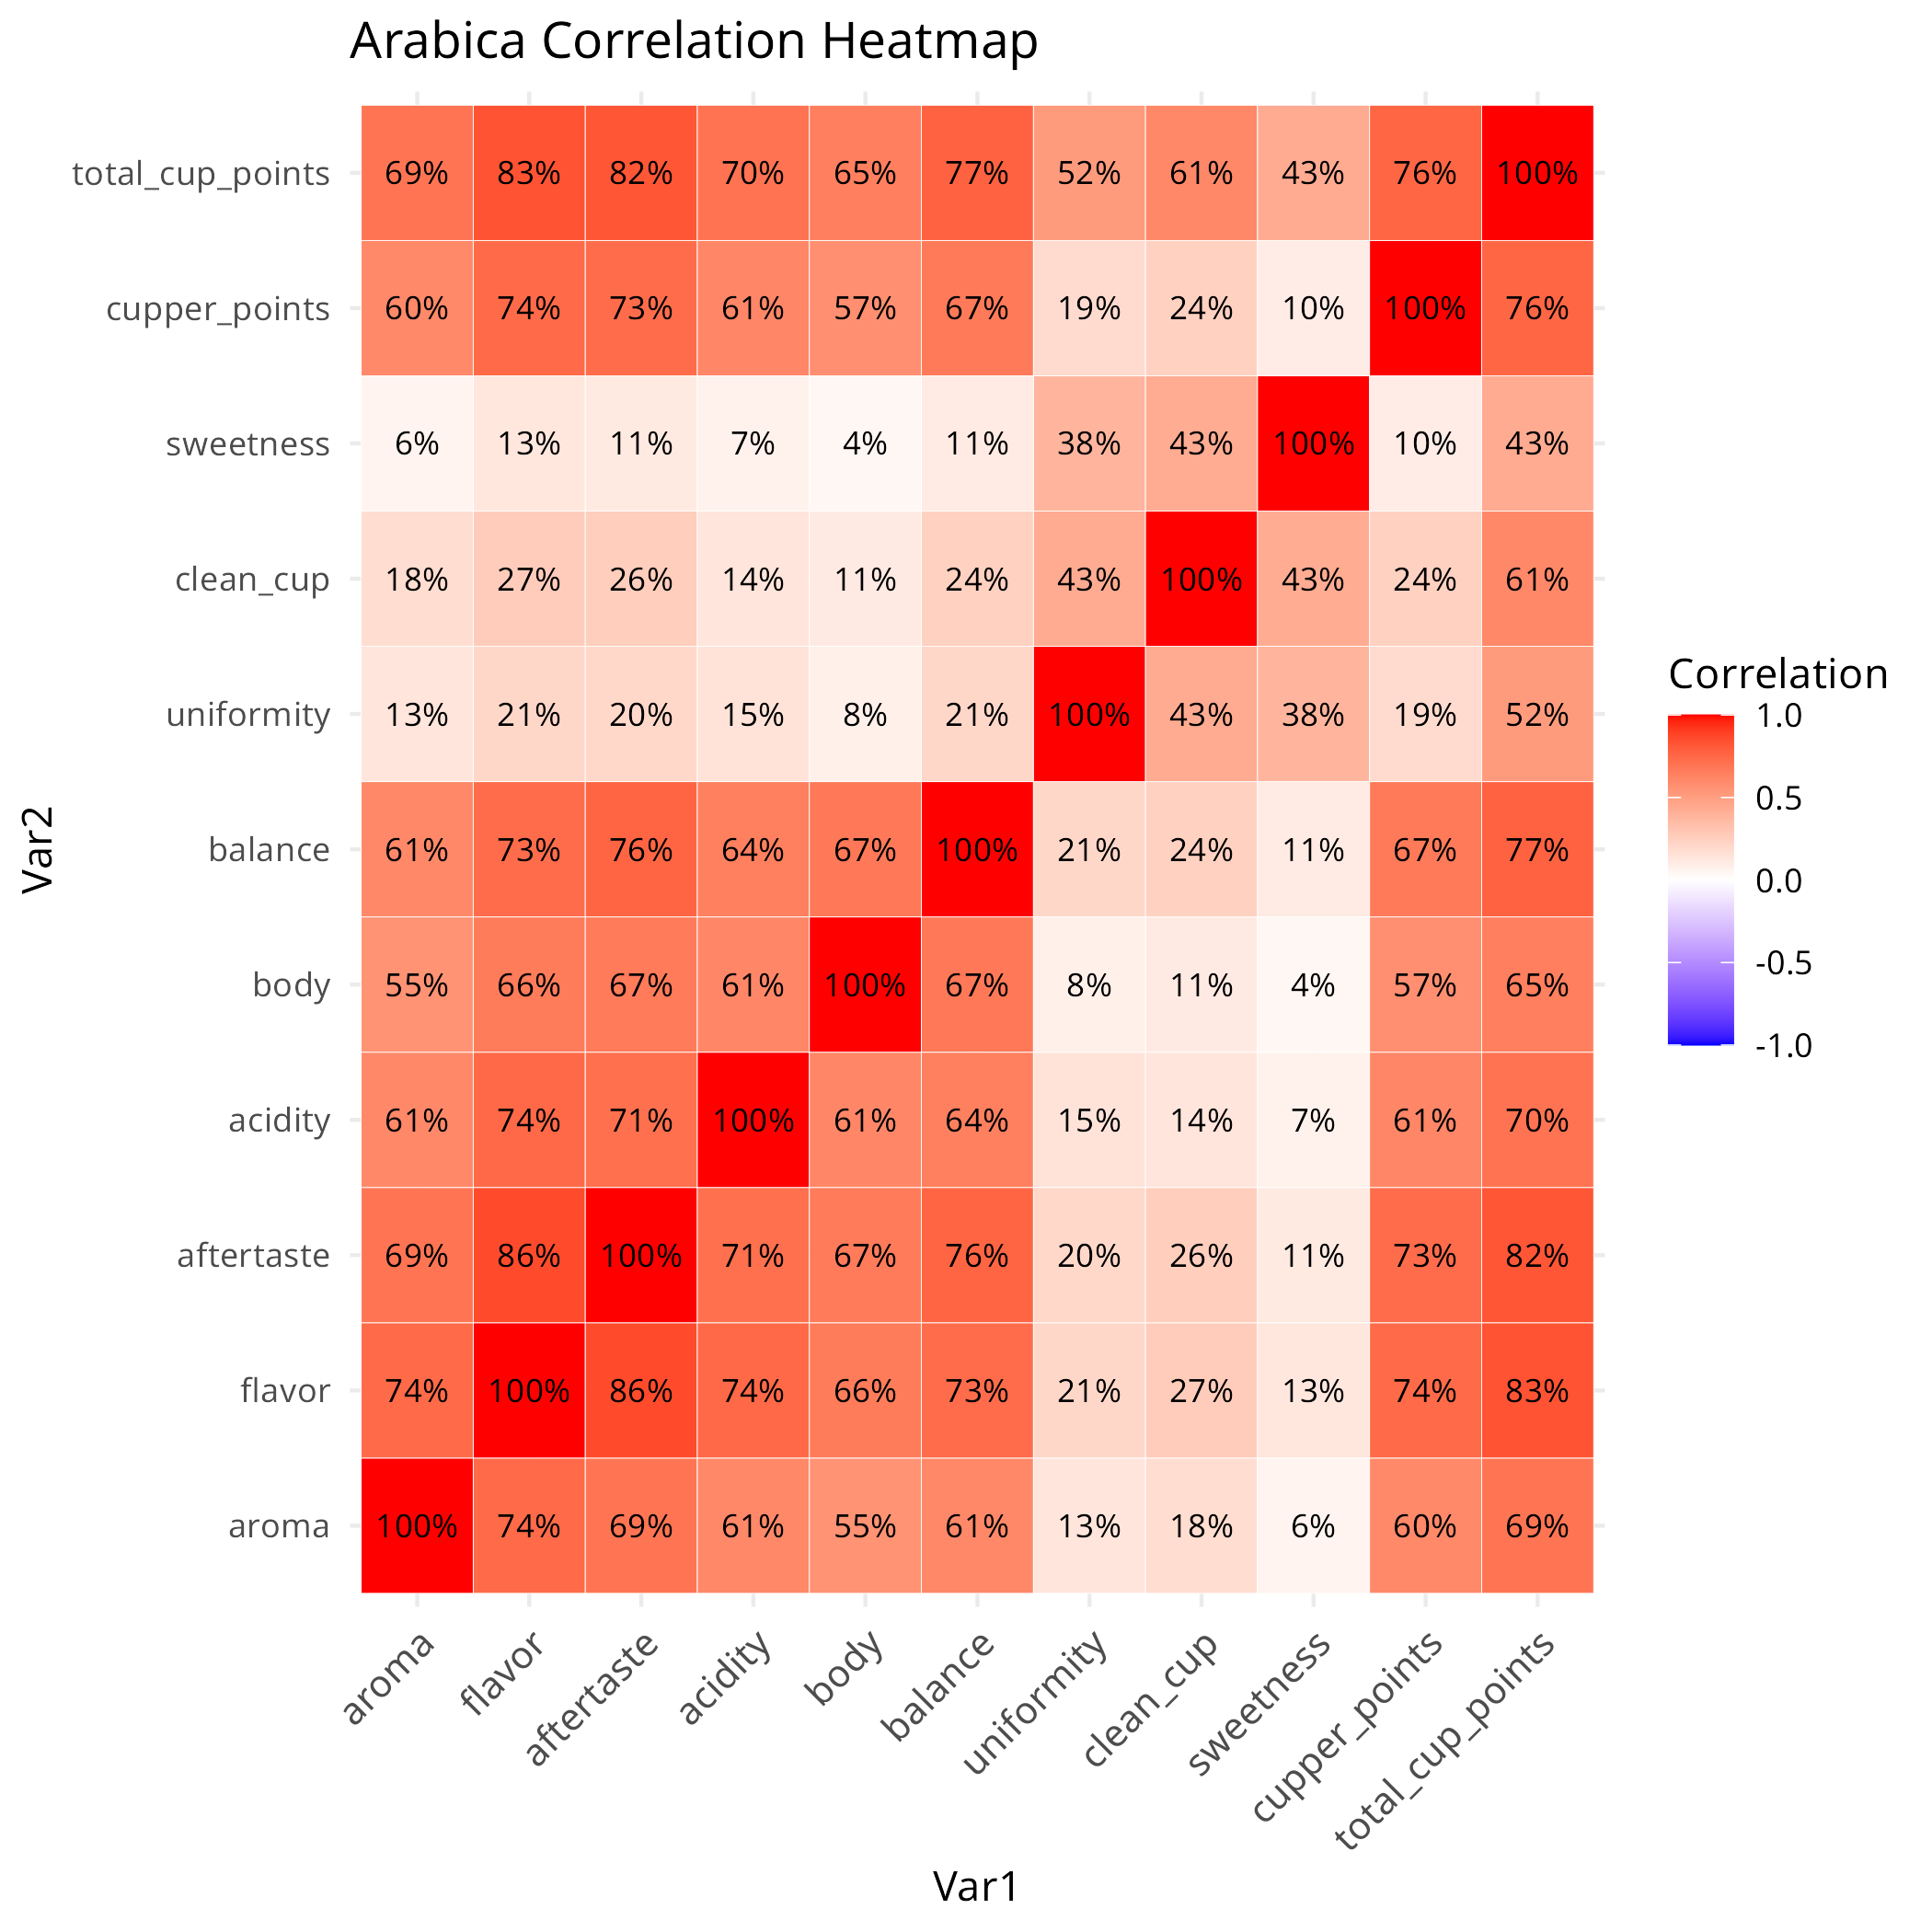 Arabica Correlation Heatmap
total_cup_points 69% 83% 82% 70% 65% 77% 52% 61% 43% 76% 100%
cupper_points 60% 74% 73% 61% 57% 67% 19% 24% 10% 100% 76%
sweetness 6% 13% 11% 7% 4% 11% 38% 43% 100% 10% 43%
clean_cup 18% 27% 26% 14% 11% 24% 43% 100% 43% 24% 61%
uniformity 13% 21% 20% 15% 8% 21% 100% 43% 38% 19% 52%
balance 61% 73% 76% 64% 67% 100% 21% 24% 11% 67% 77%
body 55% 66% 67% 61% 100% 67% 8% 11% 4% 57% 65%
acidity 61% 74% 71% 100% 61% 64% 15% 14% 7% 61% 70%
aftertaste 69% 86% 100% 71% 67% 76% 20% 26% 11% 73% 82%
flavor 74% 100% 86% 74% 66% 73% 21% 27% 13% 74% 83%
aroma 100% 74% 69% 61% 55% 61% 13% 18% 6% 60% 69%
aroma flavor aftertaste acidity body balance uniformity clean_cup sweetness cupper_points total_cup_points
Var1
Var2
Correlation
1.0
0.5
0.0
-0.5
-1.0